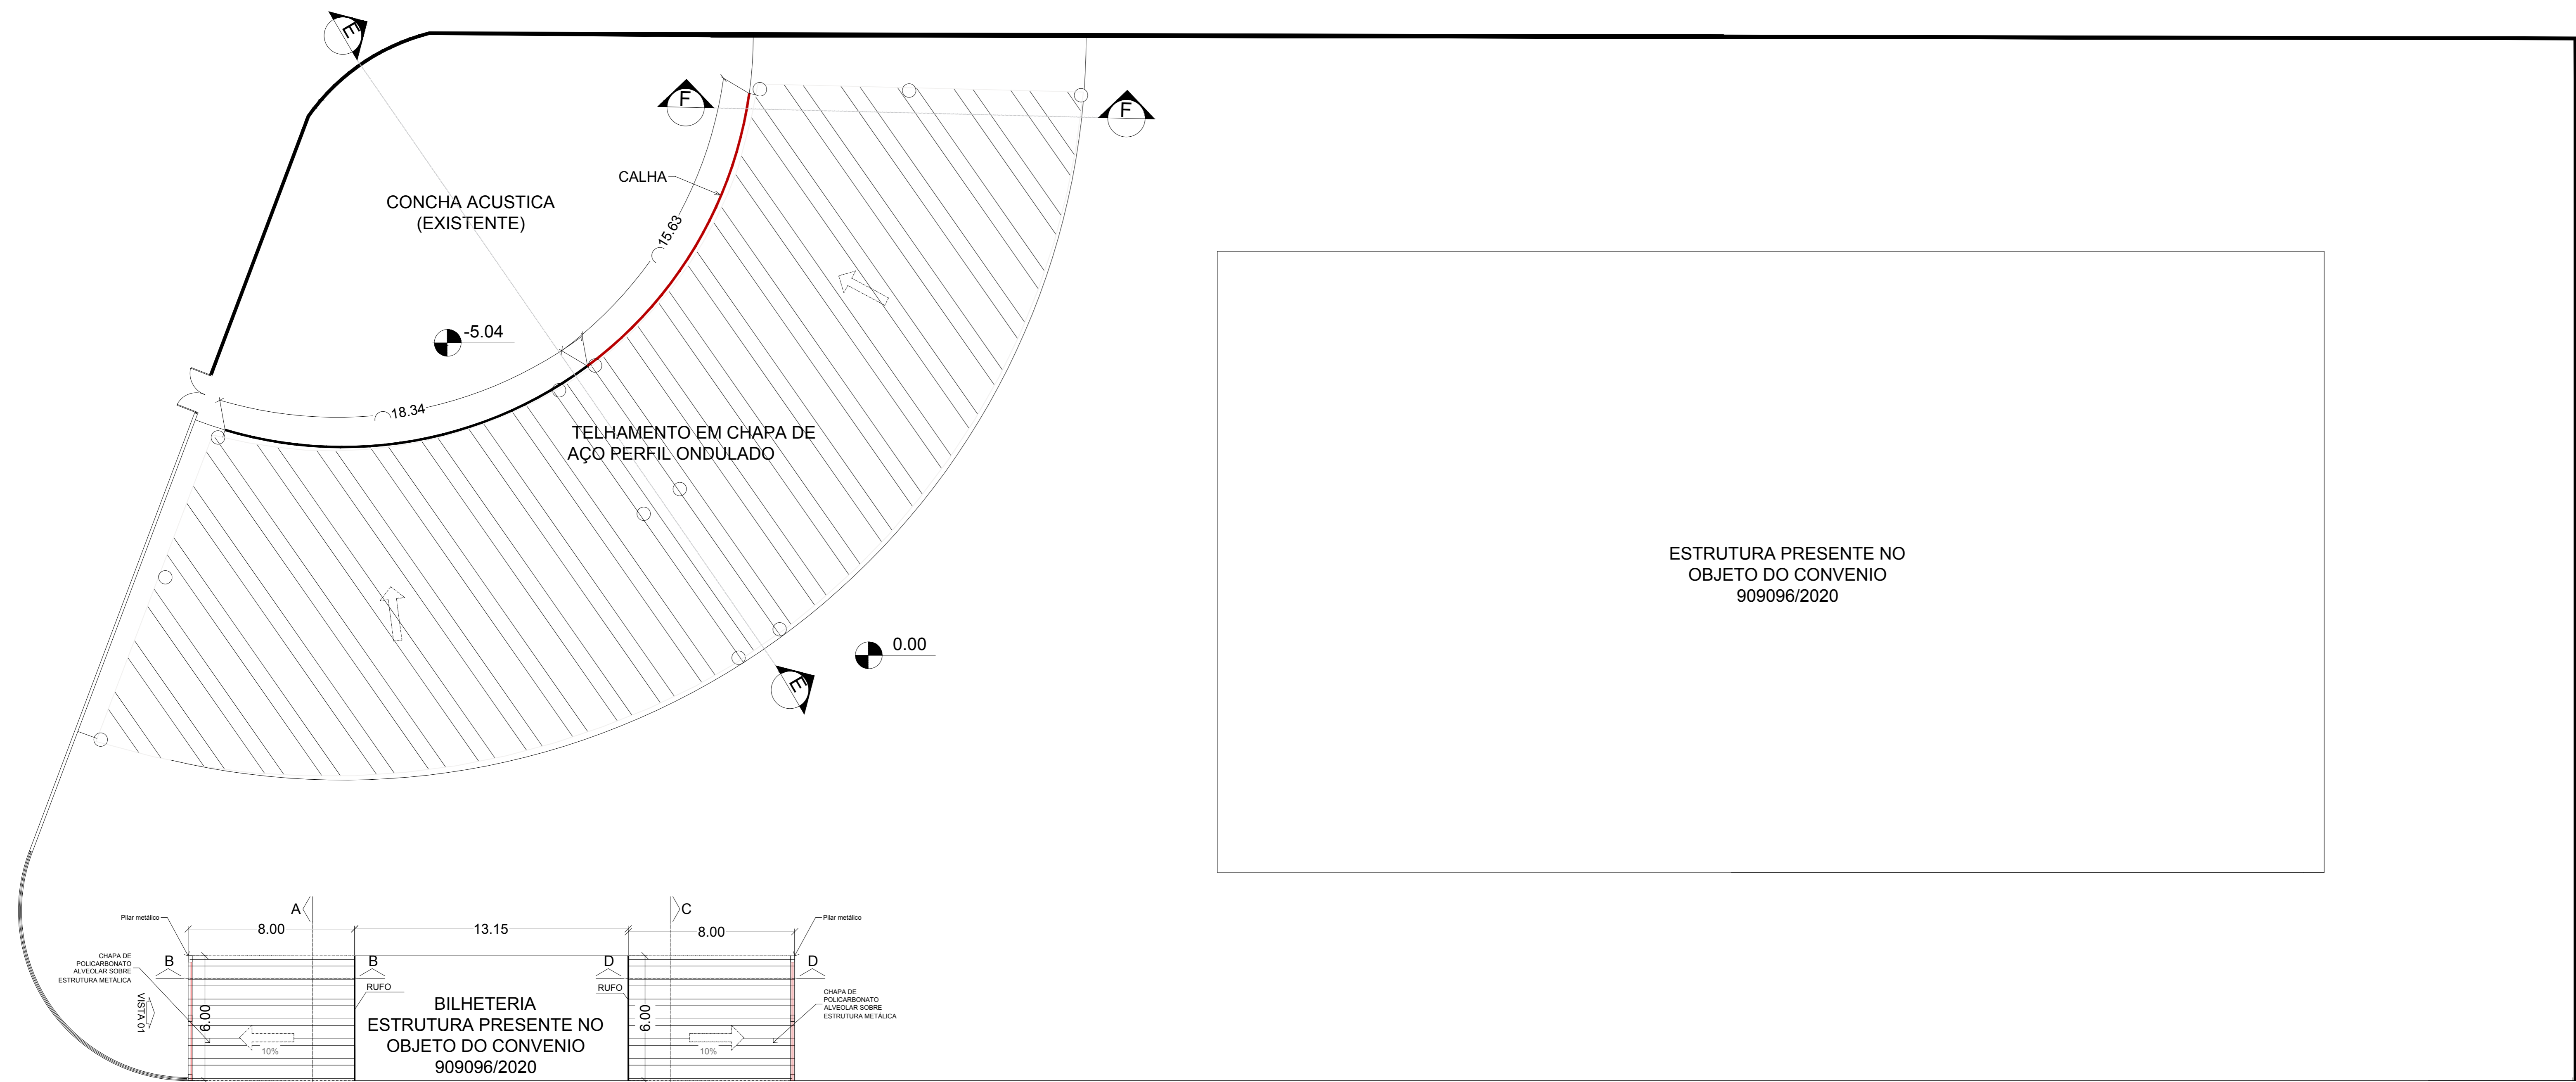 E
F
F
CALHA
CONCHA ACUSTICA
(EXISTENTE)
15.63
-5.04
18.34
TELHAMENTO EM CHAPA DE
AÇO PERFIL ONDULADO
ESTRUTURA PRESENTE NO
OBJETO DO CONVENIO
909096/2020
0.00
E
A
C
Pilar metálico
Pilar metálico
8.00
13.15
8.00
CHAPA DE
POLICARBONATO
ALVEOLAR SOBRE
ESTRUTURA METÁLICA
B
B
D
D
RUFO
RUFO
VISTA 01
6.00
6.00
BILHETERIA
ESTRUTURA PRESENTE NO
OBJETO DO CONVENIO
909096/2020
CHAPA DE
POLICARBONATO
ALVEOLAR SOBRE
ESTRUTURA METÁLICA
10%
10%